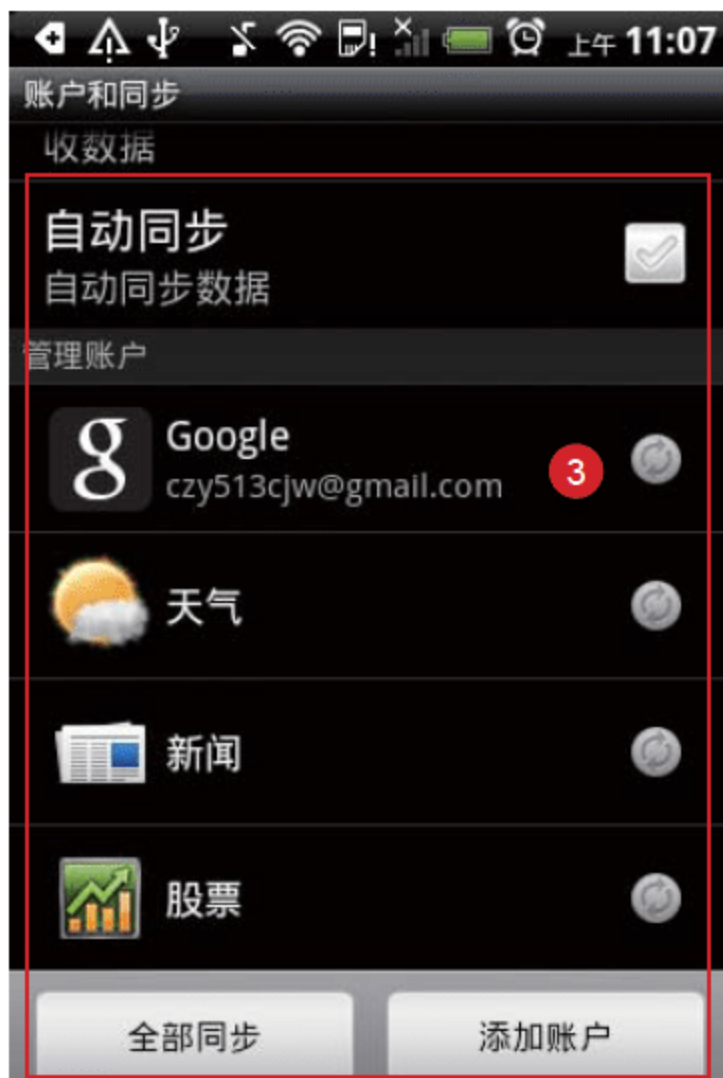 上午 11:07
账户和同步
收数据
自动同步
自动同步数据
管理账户
Google
czy513cjw@gmail.com
3
天气
新闻
股票
全部同步
添加账户